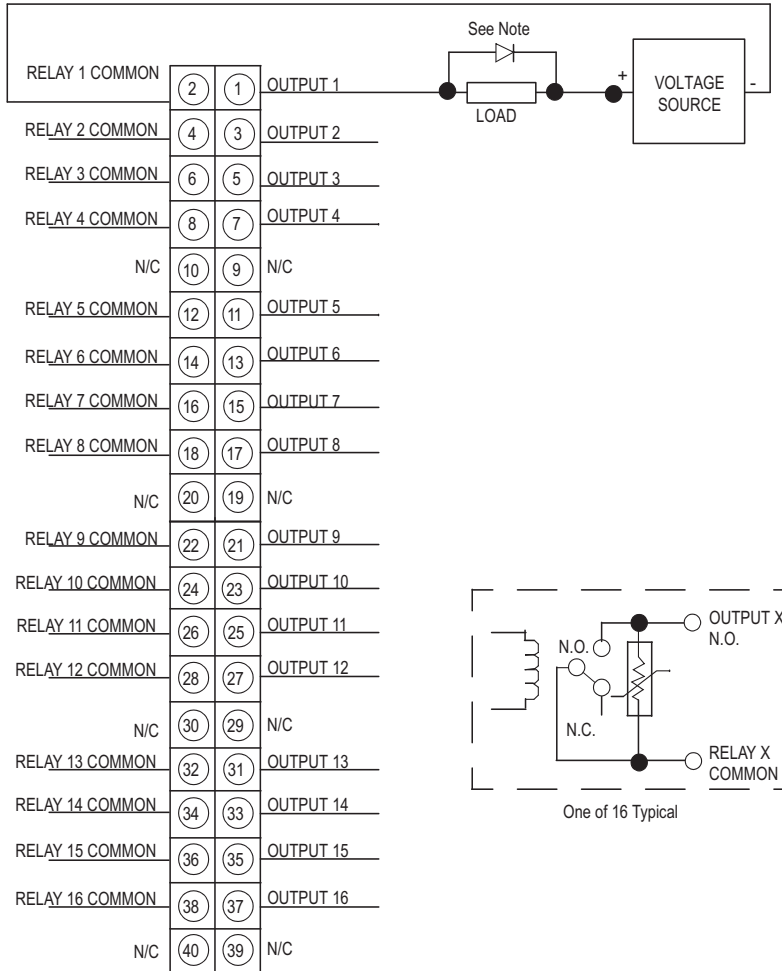 See Note
LOAD
+
VOLTAGE
SOURCE
-
RELAY 1 COMMON 2 1 OUTPUT 1
RELAY 2 COMMON 4 3 OUTPUT 2
RELAY 3 COMMON 6 5 OUTPUT 3
RELAY 4 COMMON 8 7 OUTPUT 4
N/C 10 9 N/C
RELAY 5 COMMON 12 11 OUTPUT 5
RELAY 6 COMMON 14 13 OUTPUT 6
RELAY 7 COMMON 16 15 OUTPUT 7
RELAY 8 COMMON 18 17 OUTPUT 8
N/C 20 19 N/C
RELAY 9 COMMON 22 21 OUTPUT 9
RELAY 10 COMMON 24 23 OUTPUT 10
RELAY 11 COMMON 26 25 OUTPUT 11
RELAY 12 COMMON 28 27 OUTPUT 12
N/C 30 29 N/C
RELAY 13 COMMON 32 31 OUTPUT 13
RELAY 14 COMMON 34 33 OUTPUT 14
RELAY 15 COMMON 36 35 OUTPUT 15
RELAY 16 COMMON 38 37 OUTPUT 16
N/C 40 39 N/C
N.O.
N.C.
OUTPUT X
N.O.
RELAY X
COMMON
One of 16 Typical